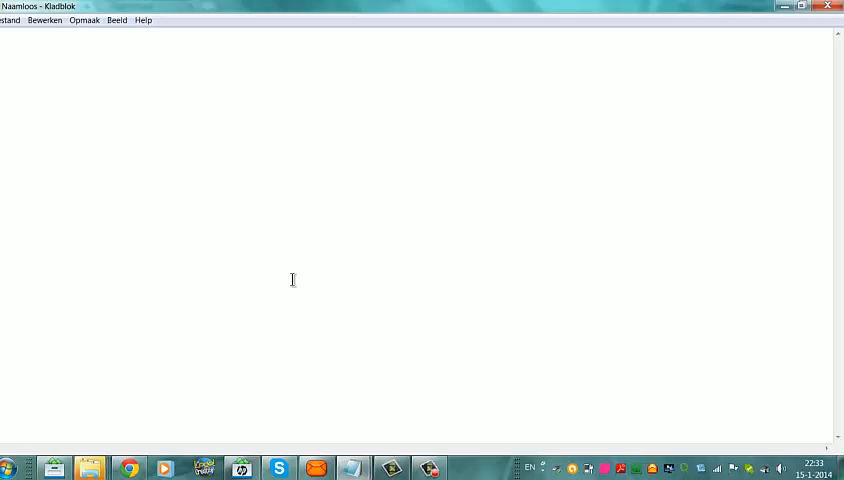 Naamloos - Kladblok
estand Bewerken Opmaak Beeld Help
EN
22:33
15-1-2014